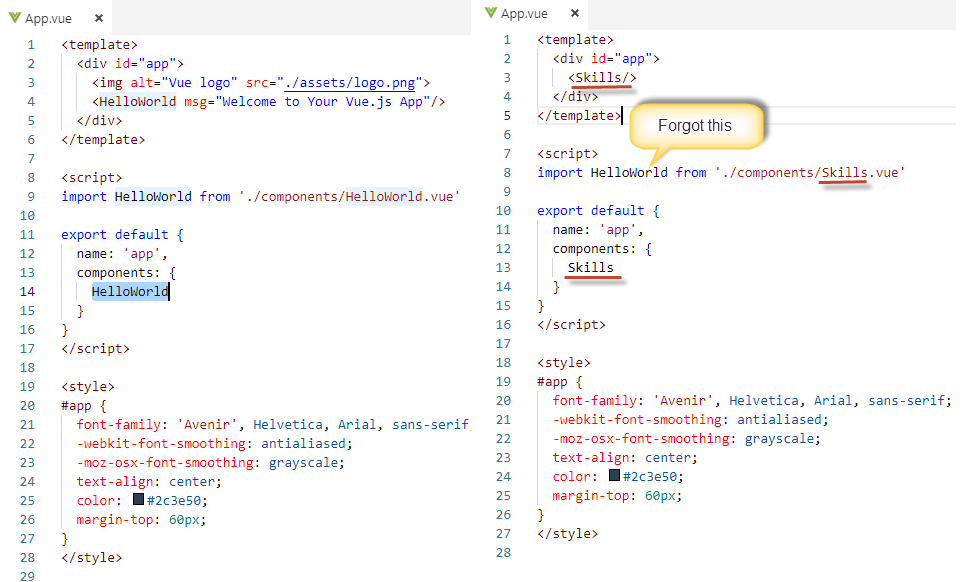 App.vue ×
1 <template>
2 <div id="app">
3 <img alt="Vue logo" src="./assets/logo.png">
4 <HelloWorld msg="Welcome to Your Vue.js App"/>
5 </div>
6 </template>
7
8 <script>
9 import HelloWorld from './components/HelloWorld.vue'
10
11 export default {
12 name: 'app',
13 components: {
14 HelloWorld
15 }
16 }
17 </script>
18
19 <style>
20 #app {
21 font-family: 'Avenir', Helvetica, Arial, sans-serif
22 -webkit-font-smoothing: antialiased;
23 -moz-osx-font-smoothing: grayscale;
24 text-align: center;
25 color: #2c3e50;
26 margin-top: 60px;
27 }
28 </style>
29
App.vue ×
1 <template>
2 <div id="app">
3 <Skills/>
4 </div>
5 </template>
Forgot this
6
7 <script>
8 import HelloWorld from './components/Skills.vue'
9
10 export default {
11 name: 'app',
12 components: {
13 Skills
14 }
15 }
16 </script>
17
18 <style>
19 #app {
20 font-family: 'Avenir', Helvetica, Arial, sans-serif;
21 -webkit-font-smoothing: antialiased;
22 -moz-osx-font-smoothing: grayscale;
23 text-align: center;
24 color: #2c3e50;
25 margin-top: 60px;
26 }
27 </style>
28